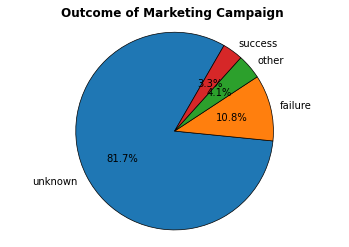 Outcome of Marketing Campaign
success
other
3.3%
4.1%
failure
10.8%
81.7%
unknown